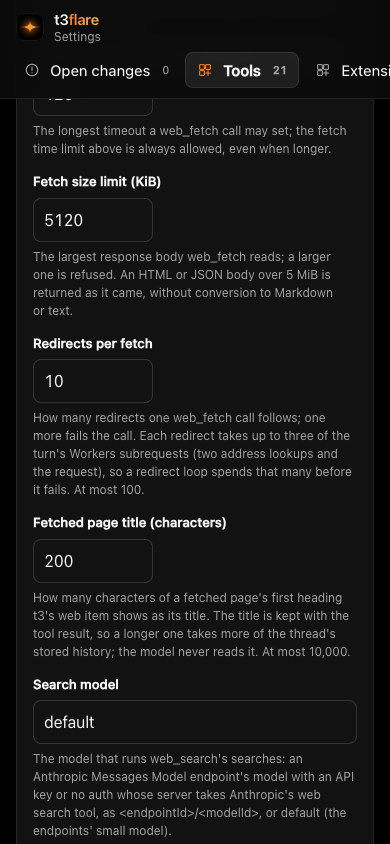 t3flare
Settings
Open changes 0
Tools 21
Extensi
The longest timeout a web_fetch call may set; the fetch
time limit above is always allowed, even when longer.
Fetch size limit (KiB)
5120
The largest response body web_fetch reads; a larger
one is refused. An HTML or JSON body over 5 MiB is
returned as it came, without conversion to Markdown
or text.
Redirects per fetch
10
How many redirects one web_fetch call follows; one
more fails the call. Each redirect takes up to three of the
turn's Workers subrequests (two address lookups and
the request), so a redirect loop spends that many before
it fails. At most 100.
Fetched page title (characters)
200
How many characters of a fetched page's first heading
t3's web item shows as its title. The title is kept with the
tool result, so a longer one takes more of the thread's
stored history; the model never reads it. At most 10,000.
Search model
default
The model that runs web_search's searches: an
Anthropic Messages Model endpoint's model with an API
key or no auth whose server takes Anthropic's web
search tool, as <endpointId>/<modelId>, or default (the
endpoints' small model).